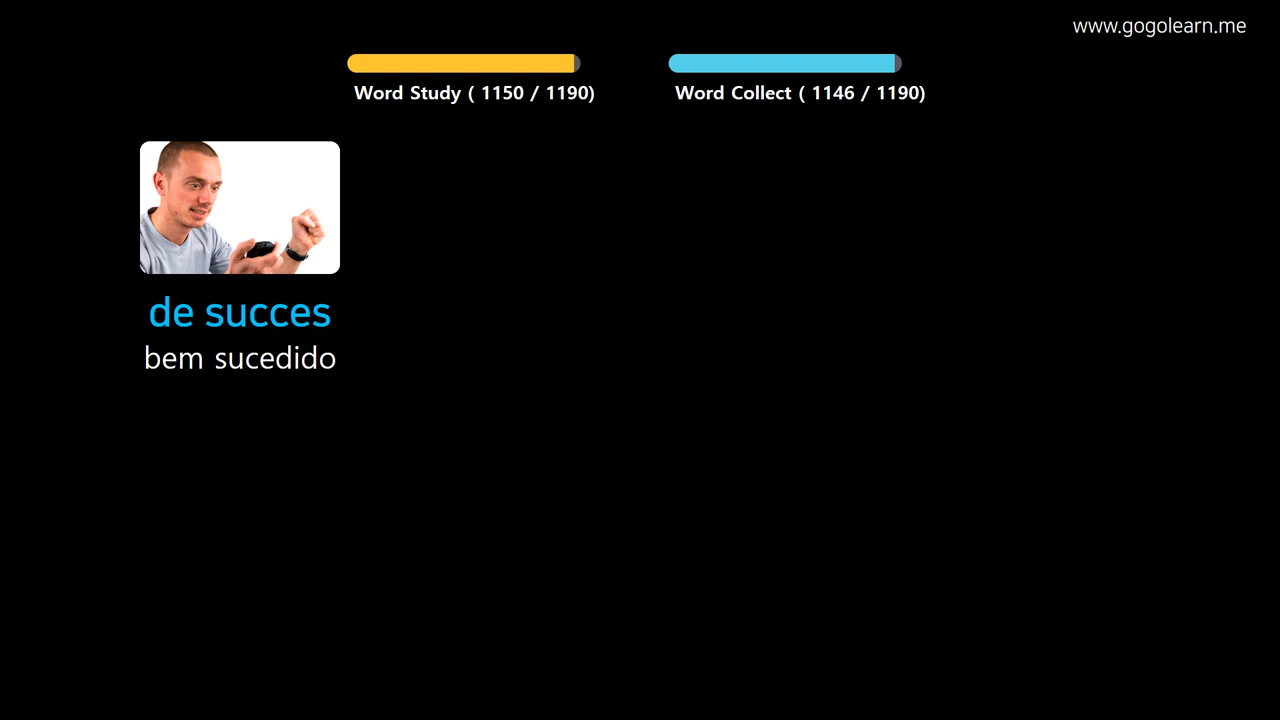 www.gogolearn.me
Word Study ( 1150 / 1190)
Word Collect ( 1146 / 1190)
de succes
bem sucedido